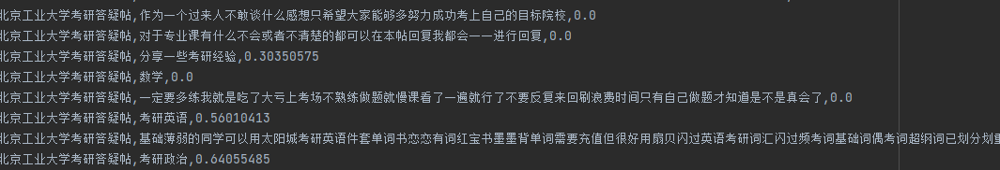 北京工业大学考研答疑帖,作为一个过来人不敢谈什么感想只希望大家能够多努力成功考上自己的目标院校,0.0
北京工业大学考研答疑帖,对于专业课有什么不会或者不清楚的都可以在本帖回复我都会一一进行回复,0.0
北京工业大学考研答疑帖,分享一些考研经验,0.30350575
北京工业大学考研答疑帖,数学,0.0
北京工业大学考研答疑帖,一定要多练我就是吃了大亏上考场不熟练做题就慢课看了一遍就行了不要反复来回刷浪费时间只有自己做题才知道是不是真会了,0.0
北京工业大学考研答疑帖,考研英语,0.56010413
北京工业大学考研答疑帖,基础薄弱的同学可以用太阳城考研英语件套单词书恋恋有词红宝书墨墨背单词需要充值但很好用扇贝闪过英语考研词汇闪过频考词基础词偶考词超纲词已划分划重
北京工业大学考研答疑帖,考研政治,0.64055485